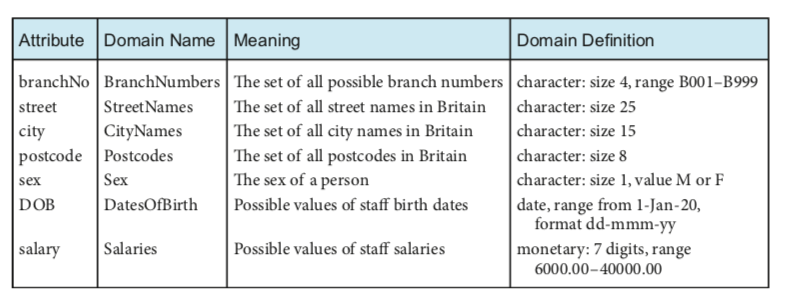 Attribute Domain Name Meaning Domain Definition
branchNo BranchNumbers The set of all possible branch numbers character: size 4, range B001–B999
street StreetNames The set of all street names in Britain character: size 25
city CityNames The set of all city names in Britain character: size 15
postcode Postcodes The set of all postcodes in Britain character: size 8
sex Sex The sex of a person character: size 1, value M or F
DOB DatesOfBirth Possible values of staff birth dates date, range from 1-Jan-20,
format dd-mmm-yy
salary Salaries Possible values of staff salaries monetary: 7 digits, range
6000.00–40000.00